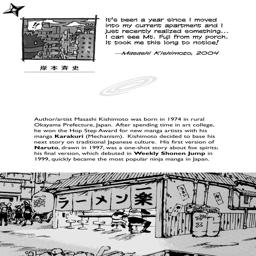 It's been a year since I moved
into my current apartment and I
just recently realized something...
I can see Mt. Fuji from my porch.
It took me this long to notice!
—Masashi Kishimoto, 2004
岸本斉史
Author/artist Masashi Kishimoto was born in 1974 in rural
Okayama Prefecture, Japan. After spending time in art college,
he won the Hop Step Award for new manga artists with his
manga Karakuri (Mechanism). Kishimoto decided to base his
next story on traditional Japanese culture. His first version of
Naruto, drawn in 1997, was a one-shot story about fox spirits;
his final version, which debuted in Weekly Shonen Jump in
1999, quickly became the most popular ninja manga in Japan.
ラーメン
楽